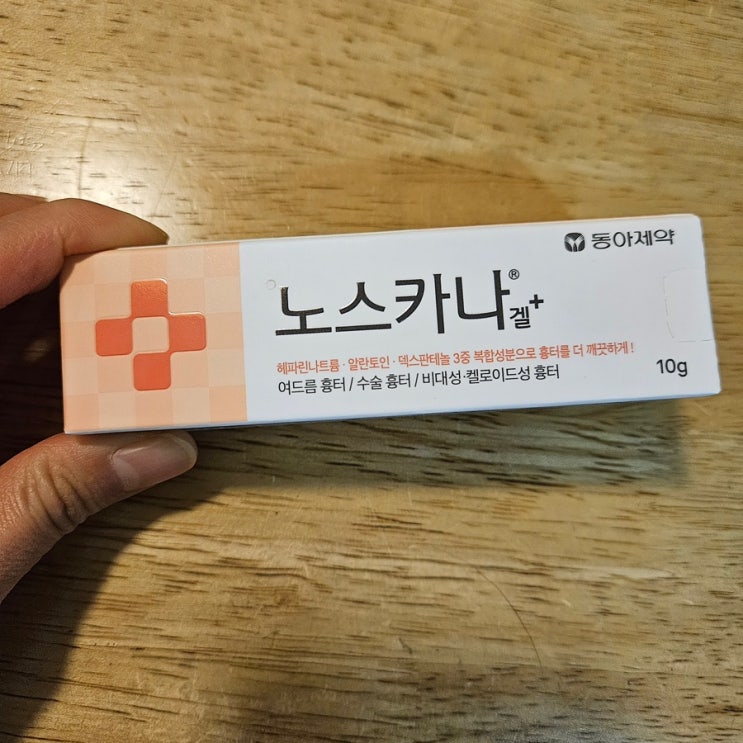 동아제약
노스카나® 겔+
헤파린나트륨·알란토인·덱스판테놀 3중 복합성분으로 흉터를 더 깨끗하게!
여드름 흉터 / 수술 흉터 / 비대성·켈로이드성 흉터
10g